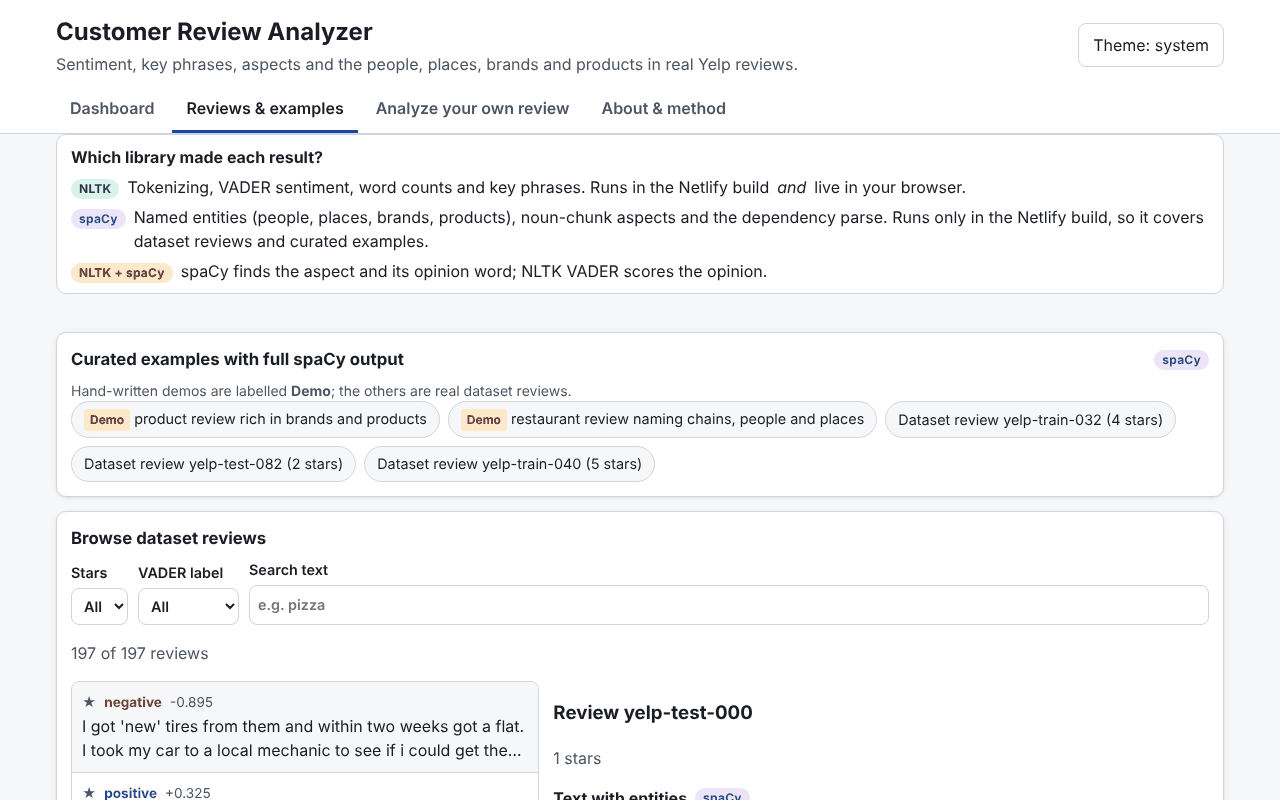 Customer Review Analyzer
Sentiment, key phrases, aspects and the people, places, brands and products in real Yelp reviews.
Theme: system
Dashboard
Reviews & examples
Analyze your own review
About & method
Which library made each result?
NLTK Tokenizing, VADER sentiment, word counts and key phrases. Runs in the Netlify build and live in your browser.
spaCy Named entities (people, places, brands, products), noun-chunk aspects and the dependency parse. Runs only in the Netlify build, so it covers
dataset reviews and curated examples.
NLTK + spaCy spaCy finds the aspect and its opinion word; NLTK VADER scores the opinion.
Curated examples with full spaCy output
spaCy
Hand-written demos are labelled Demo; the others are real dataset reviews.
Demo product review rich in brands and products
Demo restaurant review naming chains, people and places
Dataset review yelp-train-032 (4 stars)
Dataset review yelp-test-082 (2 stars)
Dataset review yelp-train-040 (5 stars)
Browse dataset reviews
Stars
VADER label
Search text
All
All
e.g. pizza
197 of 197 reviews
★ negative -0.895
I got 'new' tires from them and within two weeks got a flat.
I took my car to a local mechanic to see if i could get the...
★ positive +0.325
Review yelp-test-000
1 stars
Text with entities spaCy